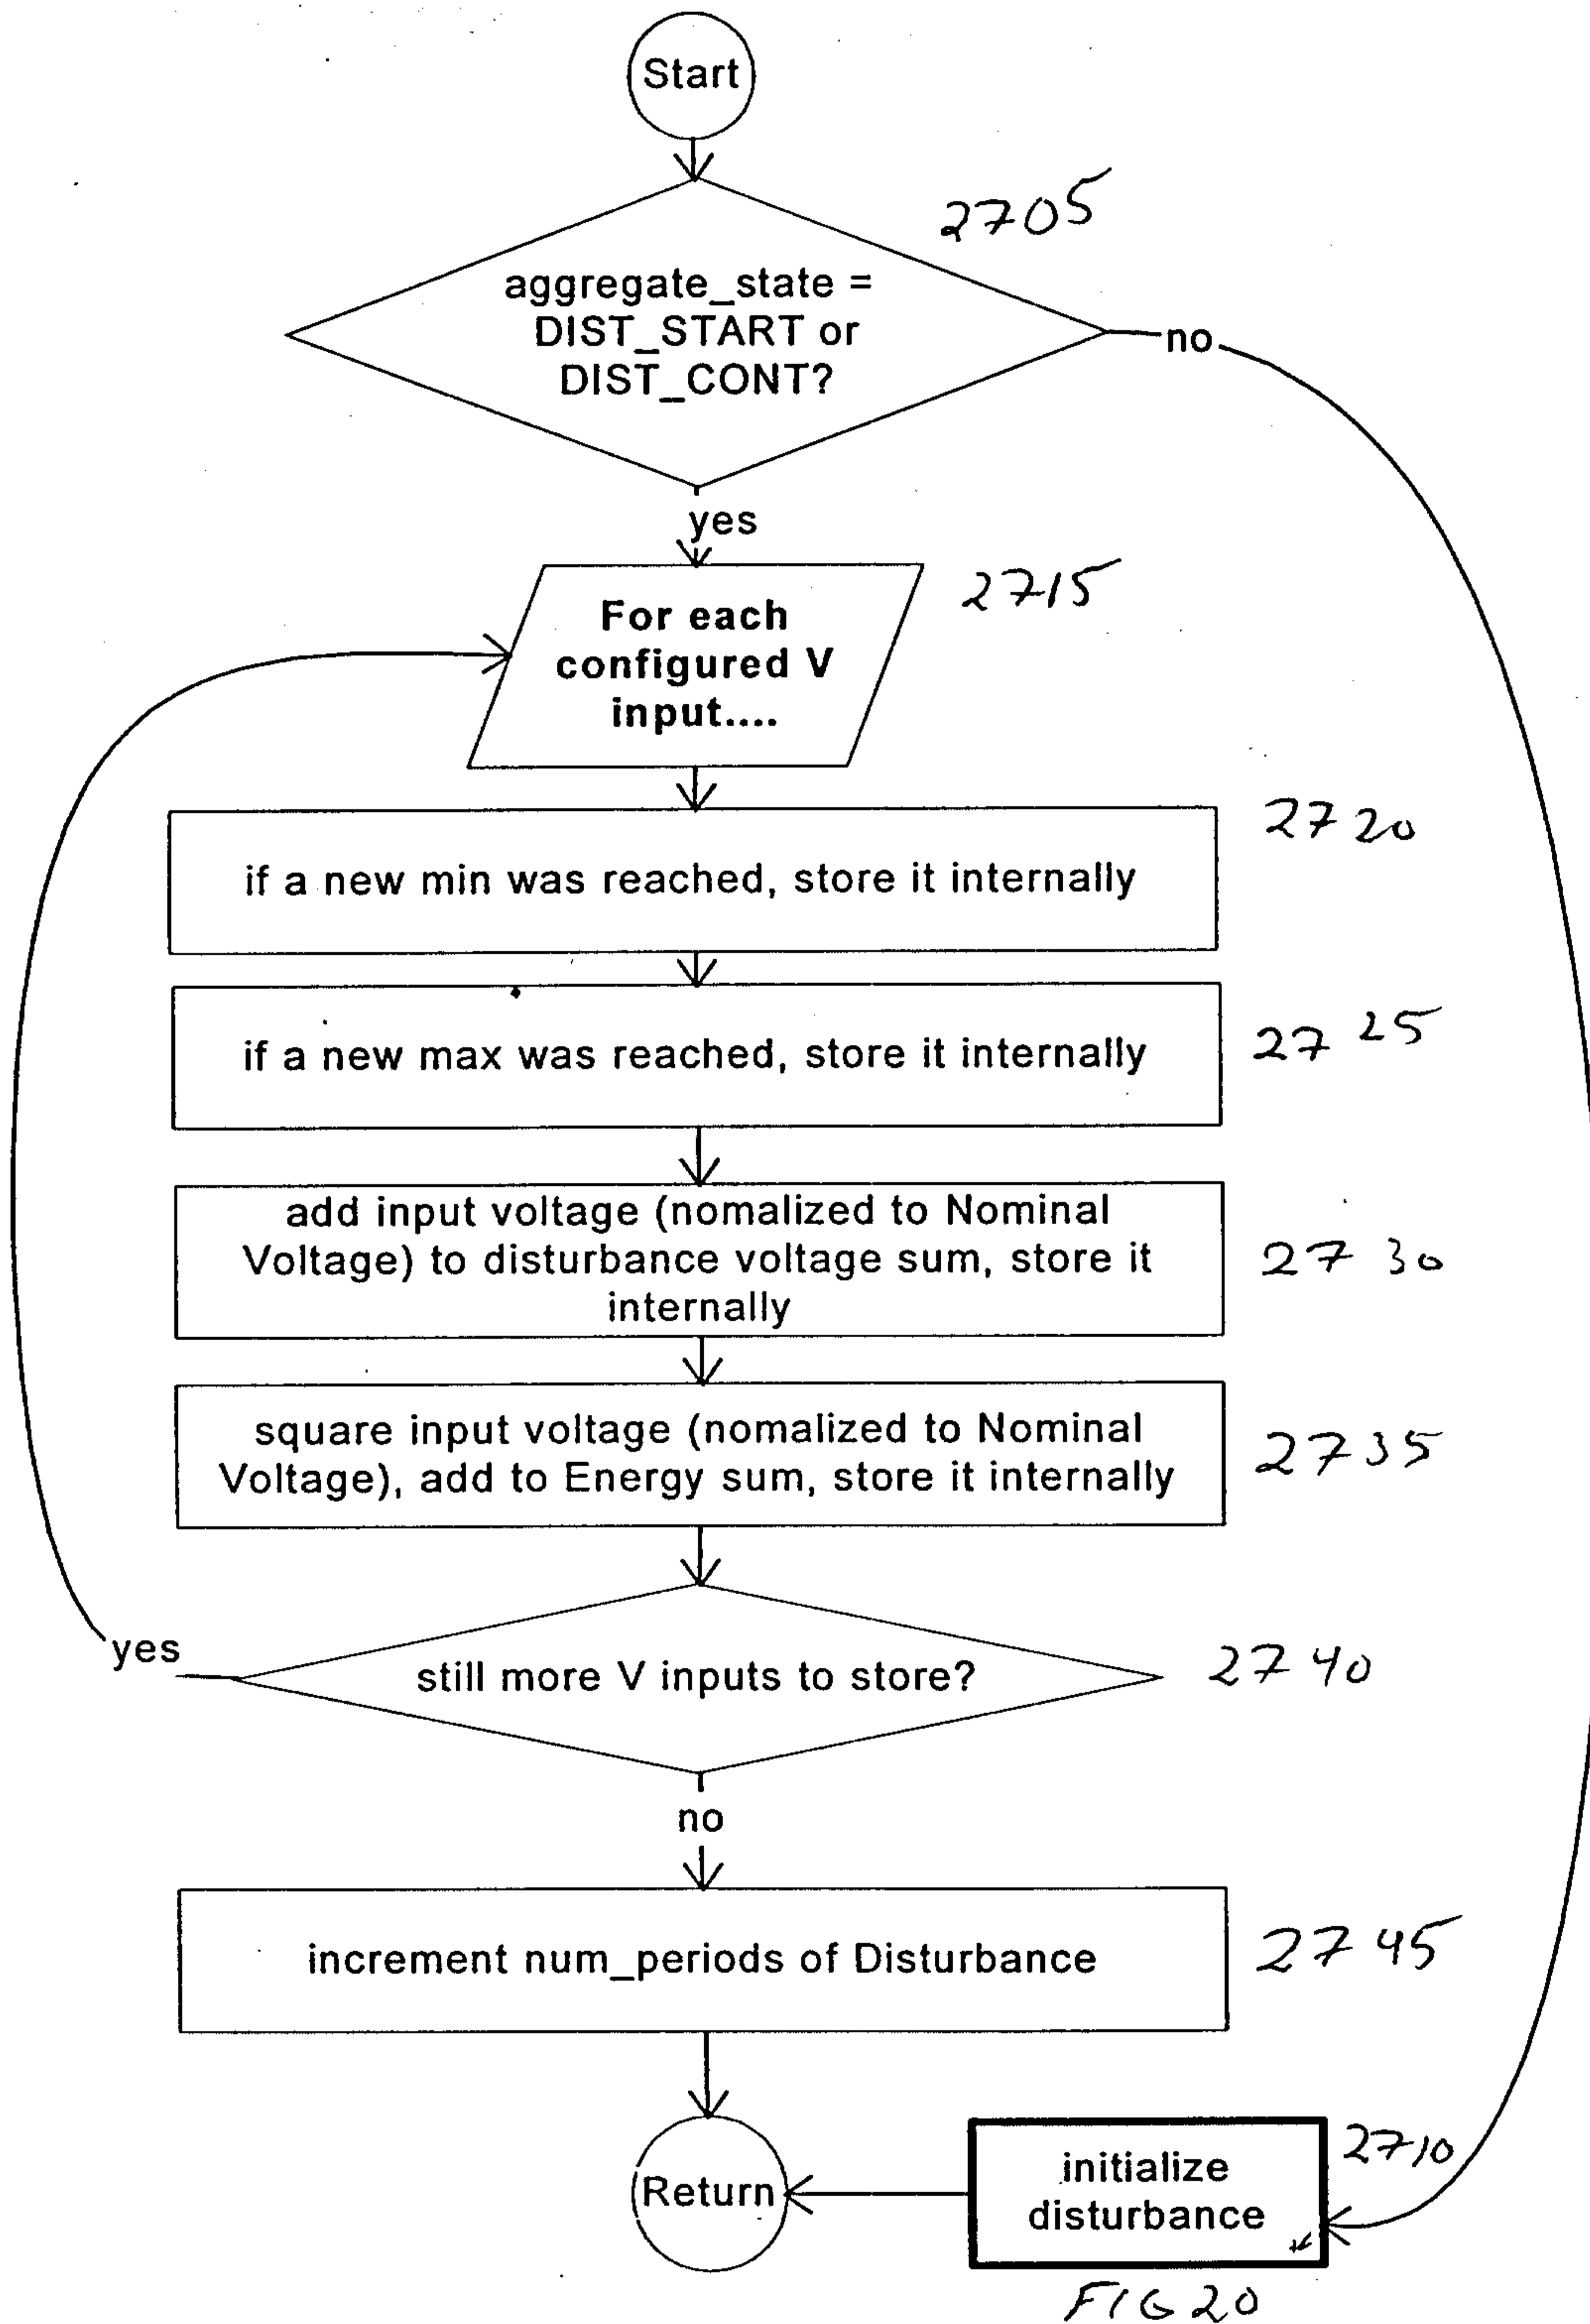 Start
2705
aggregate_state =
DIST_START or
DIST_CONT?
no
yes
2715
For each
configured V
input....
2720
if a new min was reached, store it internally
if a new max was reached, store it internally
2725
add input voltage (nomalized to Nominal
Voltage) to disturbance voltage sum, store it
internally
2730
square input voltage (nomalized to Nominal
Voltage), add to Energy sum, store it internally
2735
yes
still more V inputs to store?
2740
no
increment num_periods of Disturbance
2745
Return
initialize
disturbance
2710
FIG 20